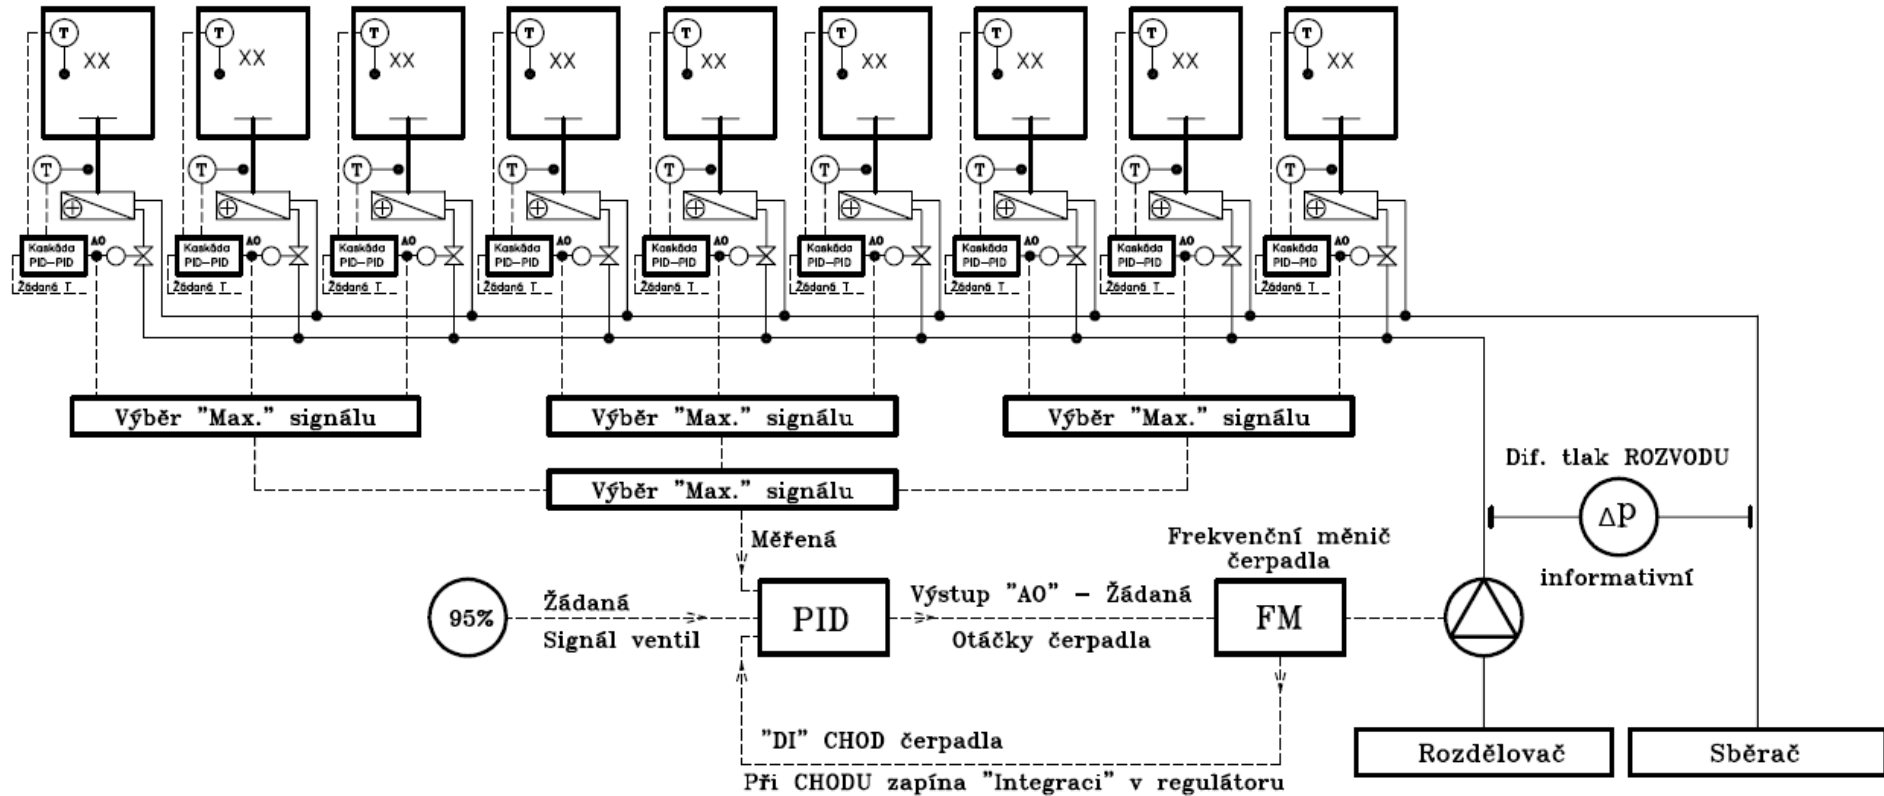 T T T T T T T T T
XX XX XX XX XX XX XX XX XX
T T T T T T T T T
AO AO AO AO AO AO AO AO AO
Kaskáda Kaskáda Kaskáda Kaskáda Kaskáda Kaskáda Kaskáda Kaskáda Kaskáda
PID-PID PID-PID PID-PID PID-PID PID-PID PID-PID PID-PID PID-PID PID-PID
Žádaná T Žádaná T Žádaná T Žádaná T Žádaná T Žádaná T Žádaná T Žádaná T Žádaná T
Výběr "Max." signálu Výběr "Max." signálu Výběr "Max." signálu
Výběr "Max." signálu
Dif. tlak ROZVODU
Δp
informativní
Měřená
Frekvenční měnič
čerpadla
95%
Žádaná
Signál ventil
PID
Výstup "AO" - Žádaná
Otáčky čerpadla
FM
"DI" CHOD čerpadla
Při CHODU zapína "Integraci" v regulátoru
Rozdělovač
Sběrač